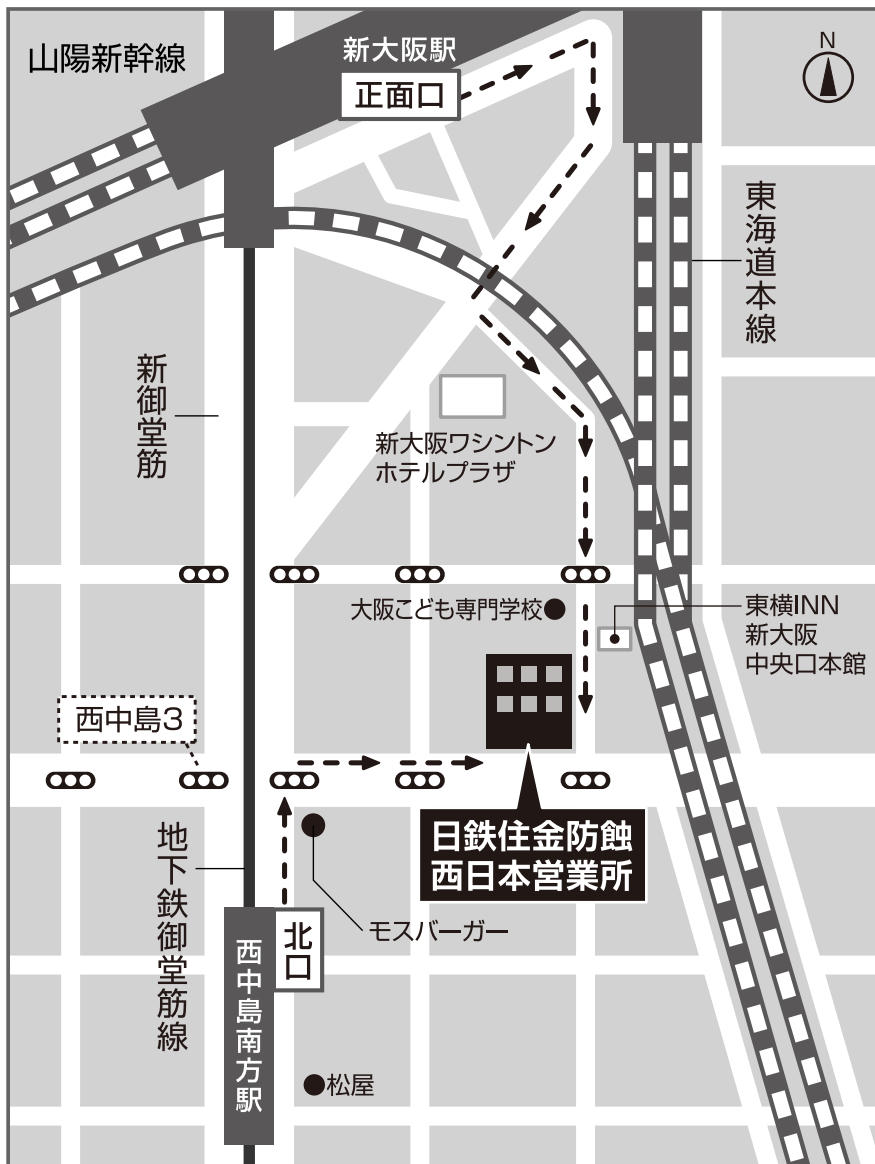 山陽新幹線
新大阪駅
正面口
N
東海道本線
新御堂筋
新大阪ワシントン
ホテルプラザ
大阪こども専門学校
東横INN
新大阪
中央口本館
西中島3
日鉄住金防蝕
西日本営業所
地下鉄御堂筋線
モスバーガー
北口
西中島南方駅
松屋